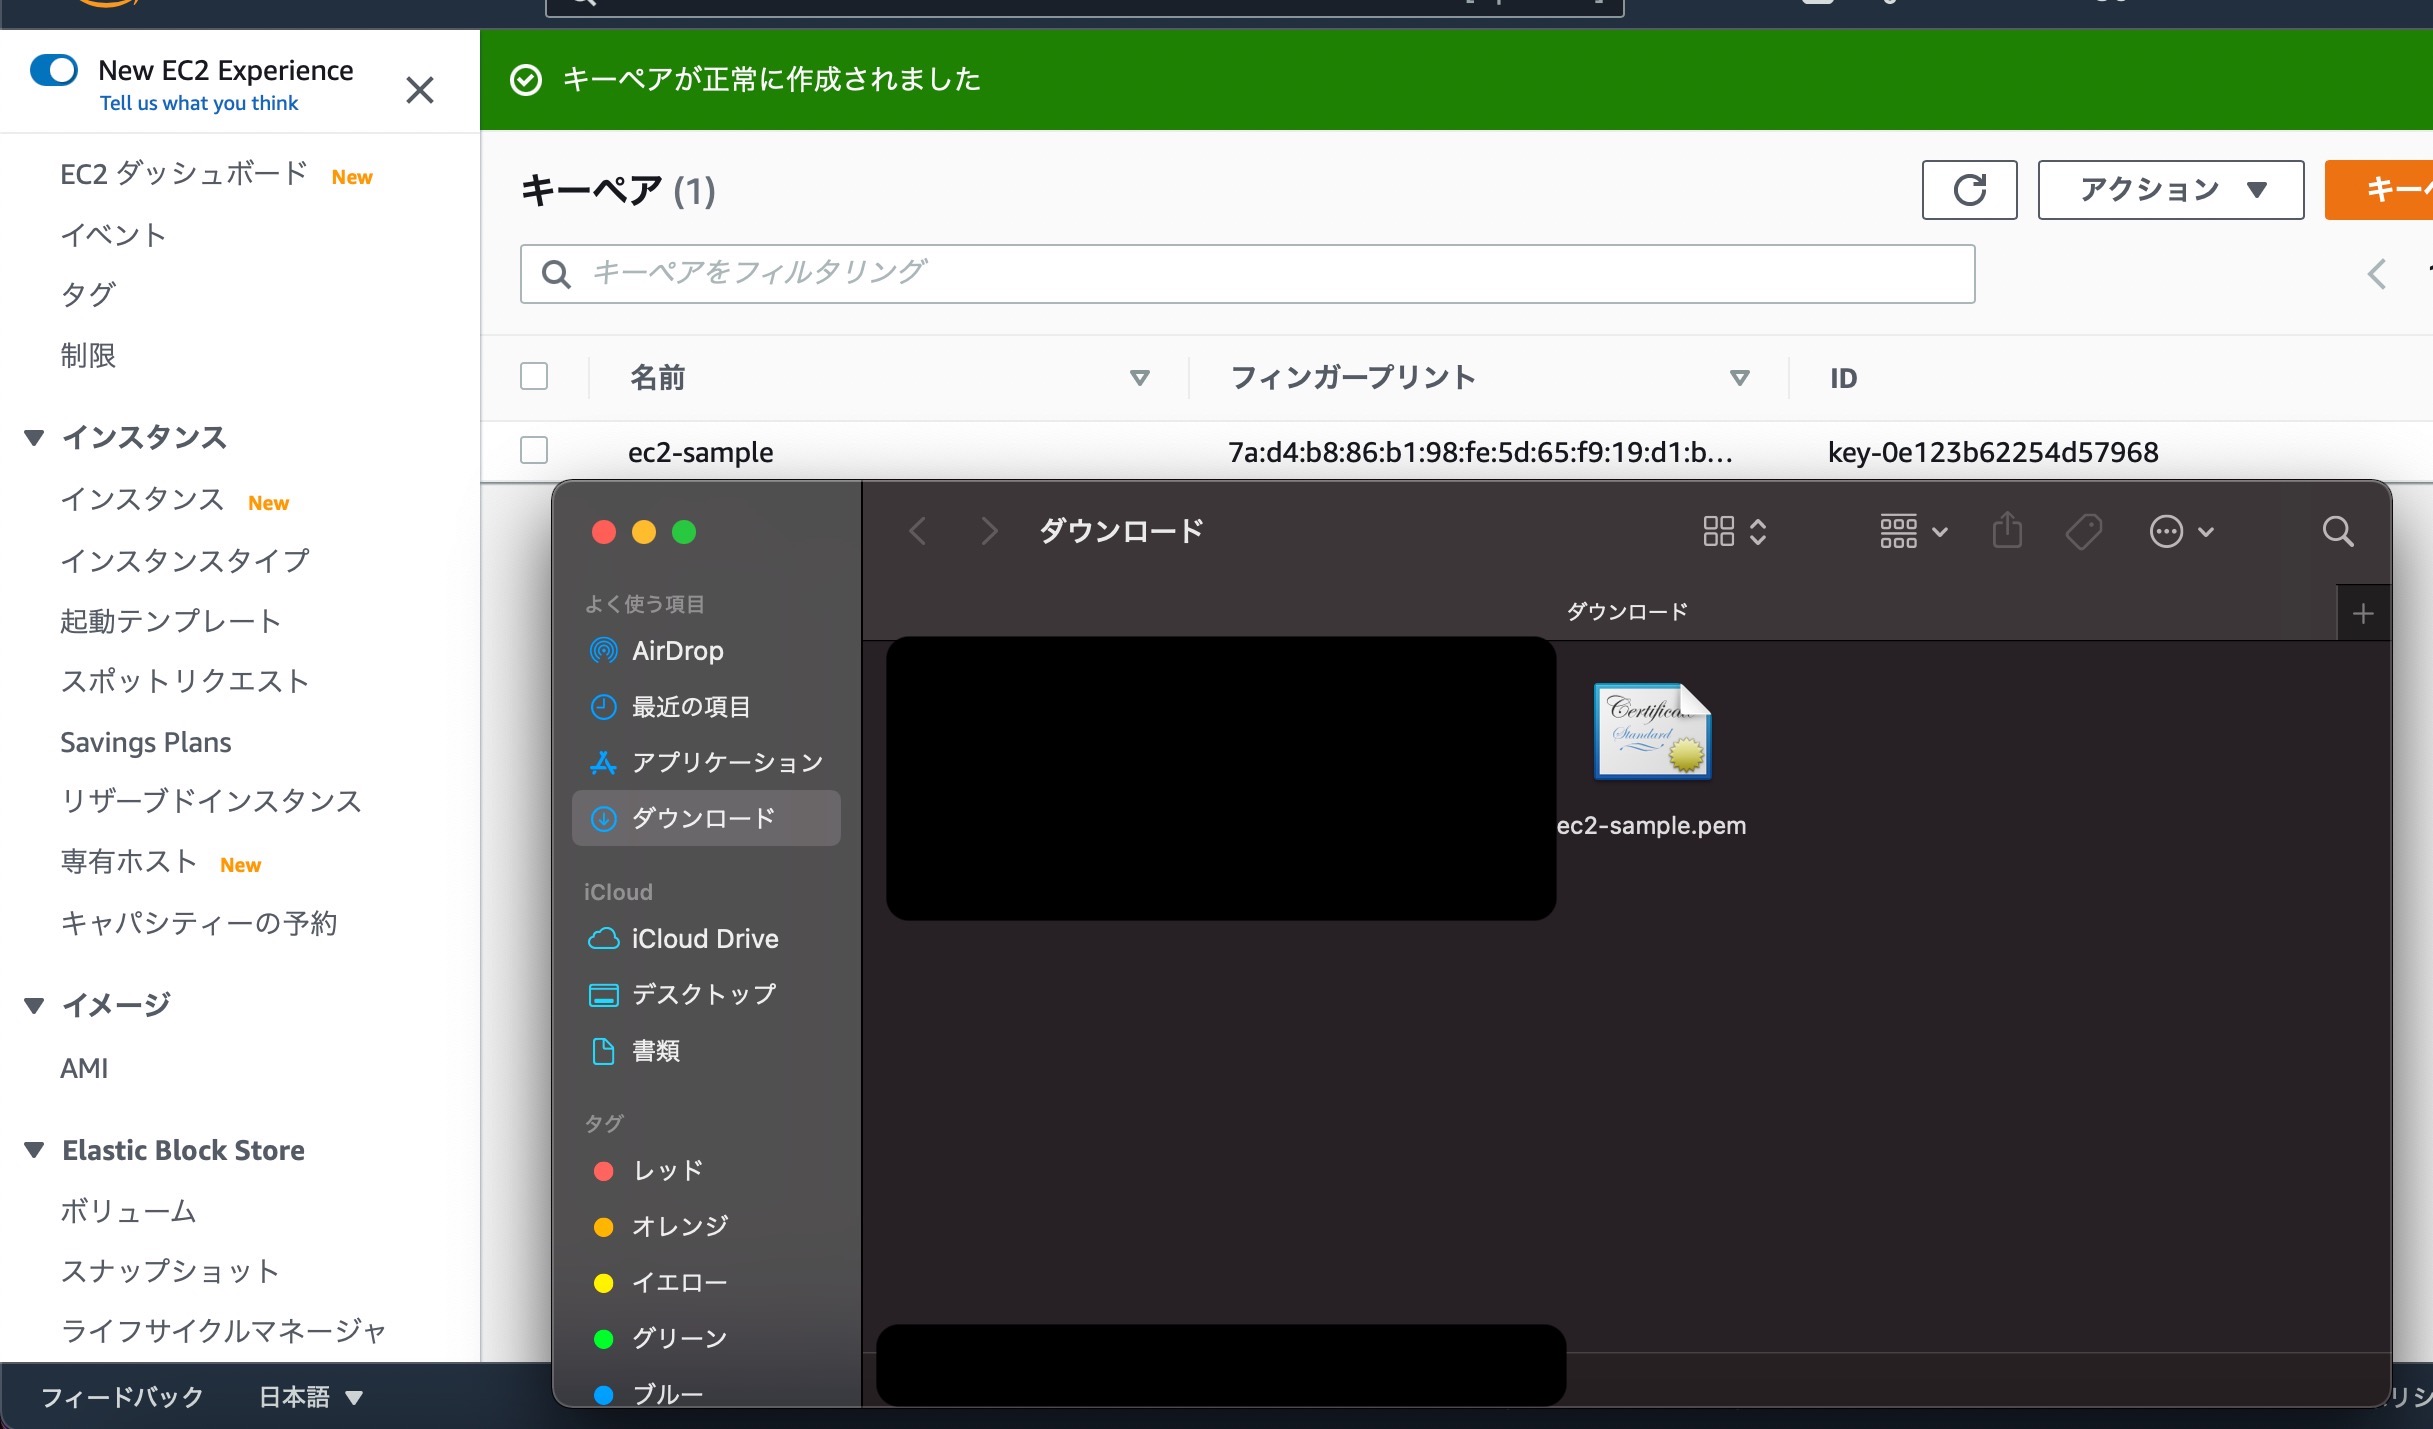 New EC2 Experience
Tell us what you think
EC2 ダッシュボード New
イベント
タグ
制限
インスタンス
インスタンス New
インスタンスタイプ
起動テンプレート
スポットリクエスト
Savings Plans
リザーブドインスタンス
専有ホスト New
キャパシティーの予約
イメージ
AMI
Elastic Block Store
ボリューム
スナップショット
ライフサイクルマネージャ
フィードバック 日本語
キーペアが正常に作成されました
キーペア (1)
アクション
キーペアをフィルタリング
名前 フィンガープリント ID
ec2-sample 7a:d4:b8:86:b1:98:fe:5d:65:f9:19:d1:b... key-0e123b62254d57968
ダウンロード
よく使う項目
AirDrop
最近の項目
アプリケーション
ダウンロード
iCloud
iCloud Drive
デスクトップ
書類
タグ
レッド
オレンジ
イエロー
グリーン
ブルー
ダウンロード
Standard
ec2-sample.pem